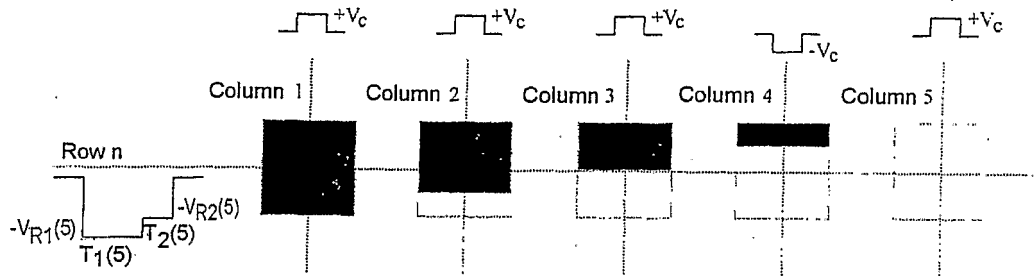 +Vc +Vc +Vc -Vc +Vc
Column 1 Column 2 Column 3 Column 4 Column 5
Row n
-VR1(5) T1(5) T2(5) -VR2(5)